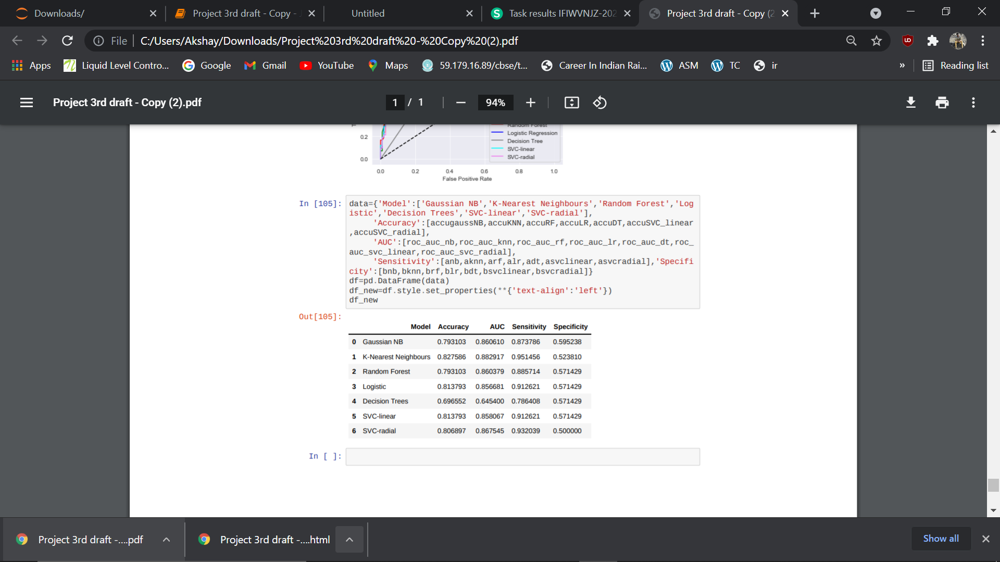 Downloads/
Project 3rd draft - Copy -
Untitled
Task results IFIWVNJZ-202
Project 3rd draft - Copy (2
File
C:/Users/Akshay/Downloads/Project%203rd%20draft%20-%20Copy%20(2).pdf
Apps
Liquid Level Contro...
Google
Gmail
YouTube
Maps
59.179.16.89/cbse/t...
Career In Indian Rai...
ASM
TC
ir
»
Reading list
Project 3rd draft - Copy (2).pdf
1 / 1
94%
Random Forest
Logistic Regression
Decision Tree
SVC-linear
SVC-radial
0.2
0.0
0.0 0.2 0.4 0.6 0.8 1.0
False Positive Rate
In [105]:
data={'Model':['Gaussian NB','K-Nearest Neighbours','Random Forest','Log
istic','Decision Trees','SVC-linear','SVC-radial'],
'Accuracy':[accugaussNB,accuKNN,accuRF,accuLR,accuDT,accuSVC_linear
,accuSVC_radial],
'AUC':[roc_auc_nb,roc_auc_knn,roc_auc_rf,roc_auc_lr,roc_auc_dt,roc_
auc_svc_linear,roc_auc_svc_radial],
'Sensitivity':[anb,aknn,arf,alr,adt,asvclinear,asvcradial],'Specifi
city':[bnb,bknn,brf,blr,bdt,bsvclinear,bsvcradial]}
df=pd.DataFrame(data)
df_new=df.style.set_properties(**{'text-align':'left'})
df_new
Out[105]:
Model Accuracy AUC Sensitivity Specificity
0 Gaussian NB 0.793103 0.860610 0.873786 0.595238
1 K-Nearest Neighbours 0.827586 0.882917 0.951456 0.523810
2 Random Forest 0.793103 0.860379 0.885714 0.571429
3 Logistic 0.813793 0.856681 0.912621 0.571429
4 Decision Trees 0.696552 0.645400 0.786408 0.571429
5 SVC-linear 0.813793 0.858067 0.912621 0.571429
6 SVC-radial 0.806897 0.867545 0.932039 0.500000
In [ ]:
Project 3rd draft -....pdf
Project 3rd draft -....html
Show all